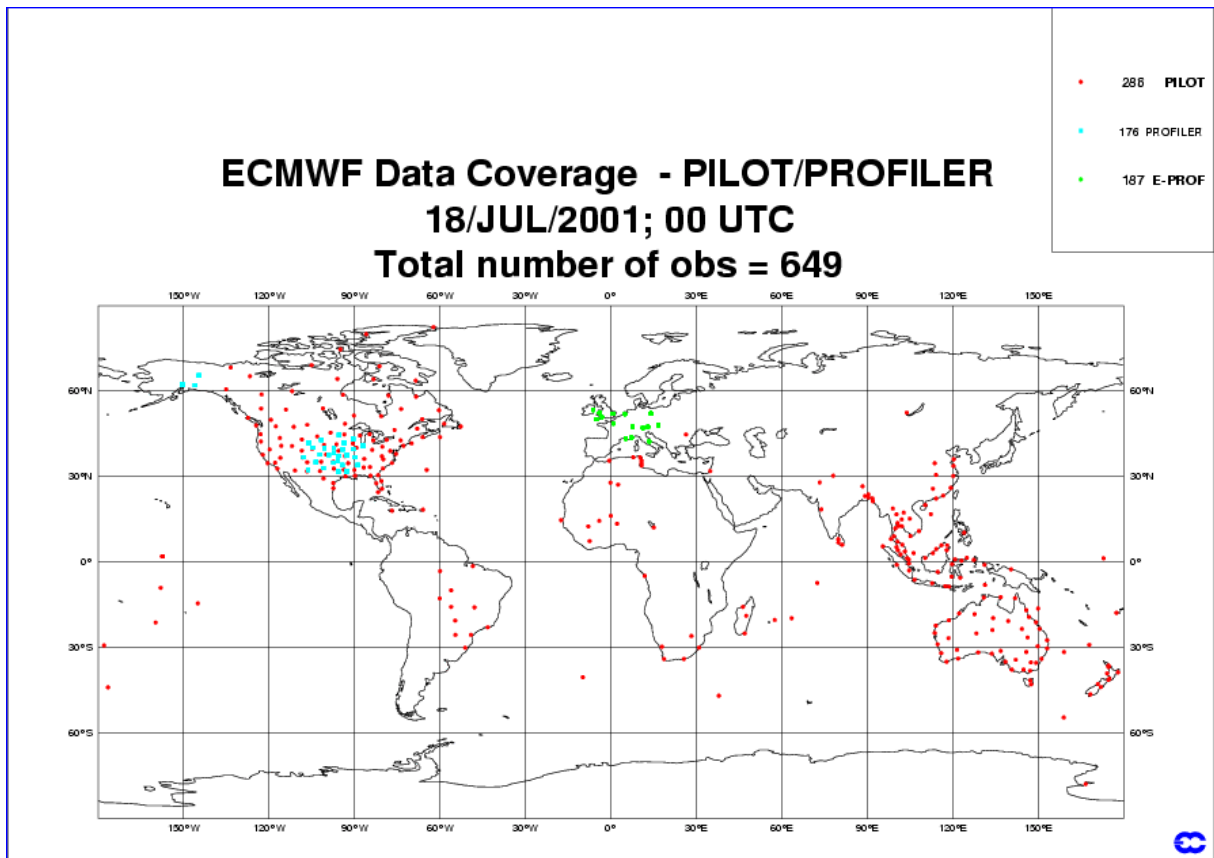 286 PILOT
176 PROFILER
187 E-PROF
ECMWF Data Coverage - PILOT/PROFILER
18/JUL/2001; 00 UTC
Total number of obs = 649
150°W 120°W 90°W 60°W 30°W 0° 30°E 60°E 90°E 120°E 150°E
60°N 60°N
30°N 30°N
0° 0°
30°S 30°S
60°S 60°S
150°W 120°W 90°W 60°W 30°W 0° 30°E 60°E 90°E 120°E 150°E